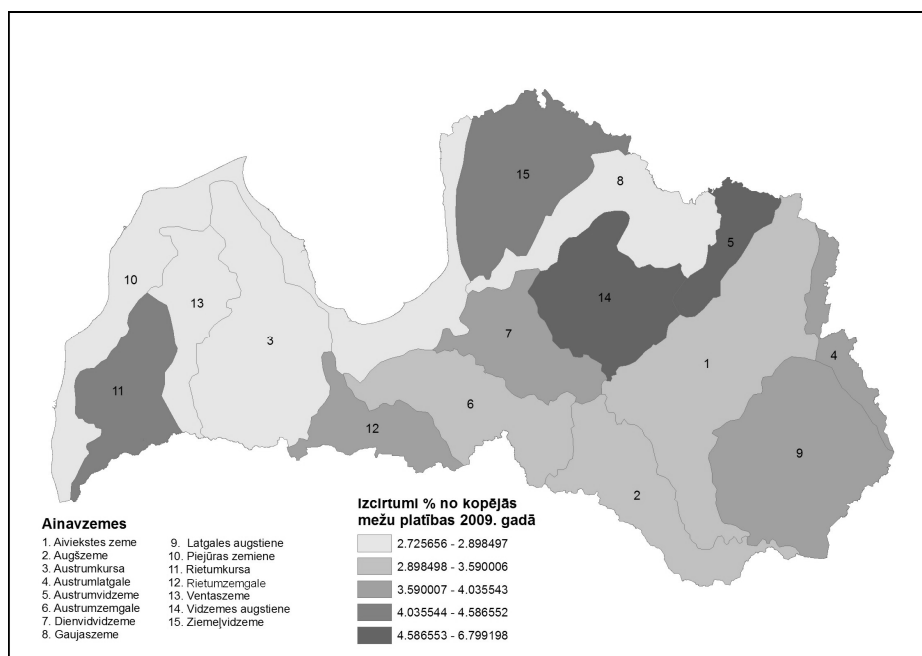 15
8
5
10
13
14
3
7
4
1
11
6
12
9
2
Ainavzemes
1. Aiviekstes zeme
2. Augšzeme
3. Austrumkursa
4. Austrumlatgale
5. Austrumvidzeme
6. Austrumzemgale
7. Dienvidvidzeme
8. Gaujaszeme
9. Latgales augstiene
10. Piejūras zemiene
11. Rietumkursa
12. Rietumzemgale
13. Ventaszeme
14. Vidzemes augstiene
15. Ziemeļvidzeme
Izcirtumi % no kopējās
mežu platības 2009. gadā
2.725656 - 2.898497
2.898498 - 3.590006
3.590007 - 4.035543
4.035544 - 4.586552
4.586553 - 6.799198